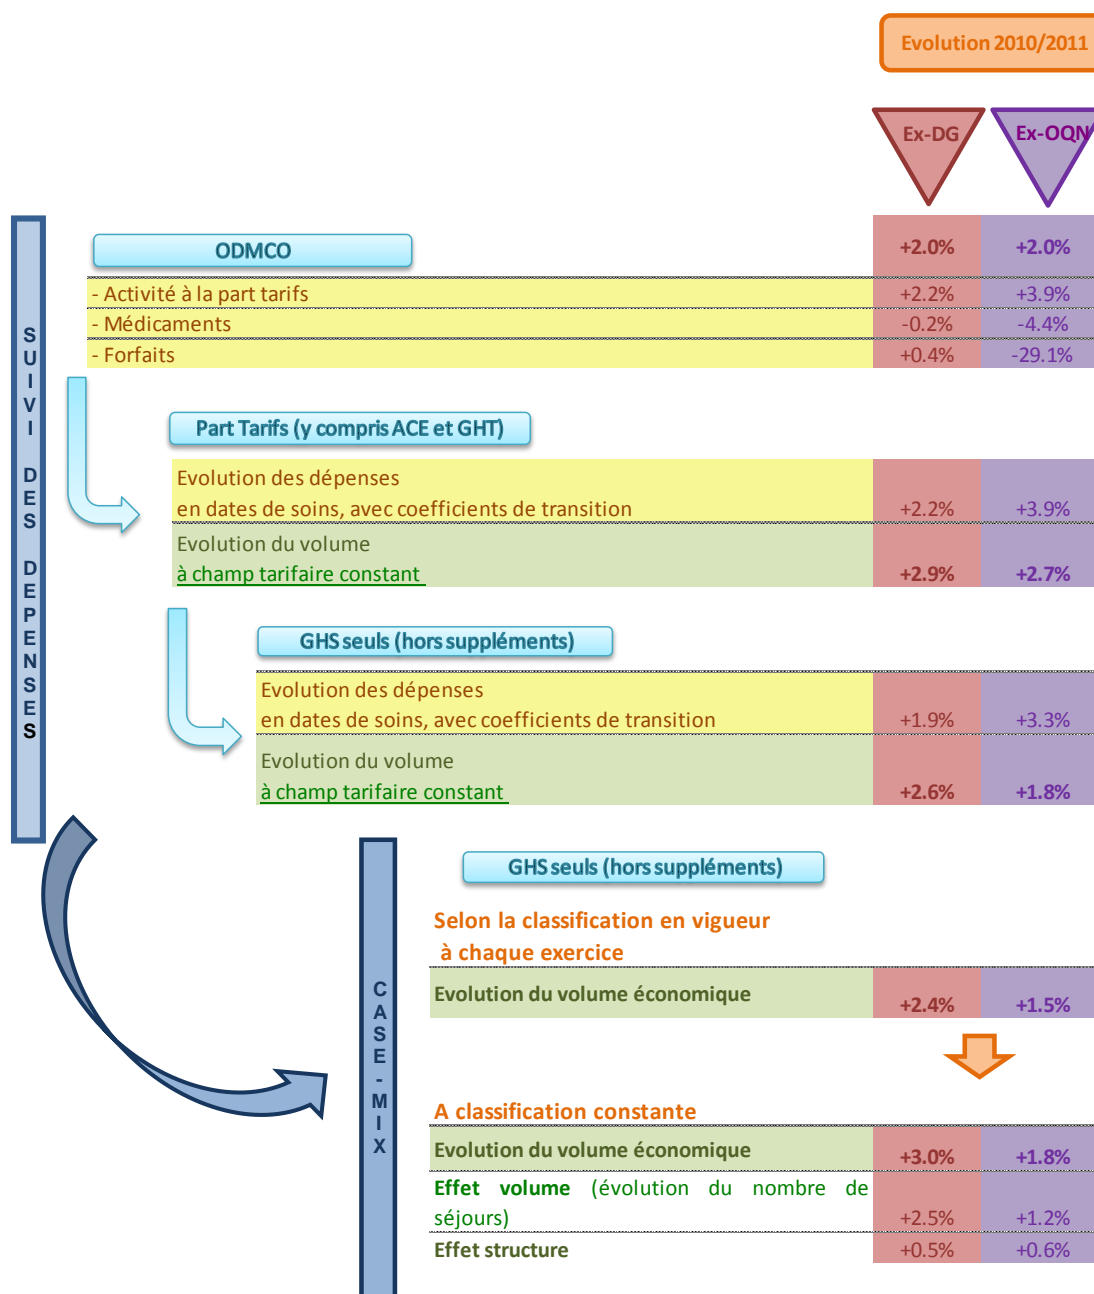 Evolution 2010/2011
Ex-DG Ex-OQN
SUIVI DES DEPENSES
ODMCO +2.0% +2.0%
- Activité à la part tarifs +2.2% +3.9%
- Médicaments -0.2% -4.4%
- Forfaits +0.4% -29.1%
Part Tarifs (y compris ACE et GHT)
Evolution des dépenses
en dates de soins, avec coefficients de transition +2.2% +3.9%
Evolution du volume
à champ tarifaire constant +2.9% +2.7%
GHS seuls (hors suppléments)
Evolution des dépenses
en dates de soins, avec coefficients de transition +1.9% +3.3%
Evolution du volume
à champ tarifaire constant +2.6% +1.8%
CASE-MIX
GHS seuls (hors suppléments)
Selon la classification en vigueur
à chaque exercice
Evolution du volume économique +2.4% +1.5%
A classification constante
Evolution du volume économique +3.0% +1.8%
Effet volume (évolution du nombre de
séjours) +2.5% +1.2%
Effet structure +0.5% +0.6%